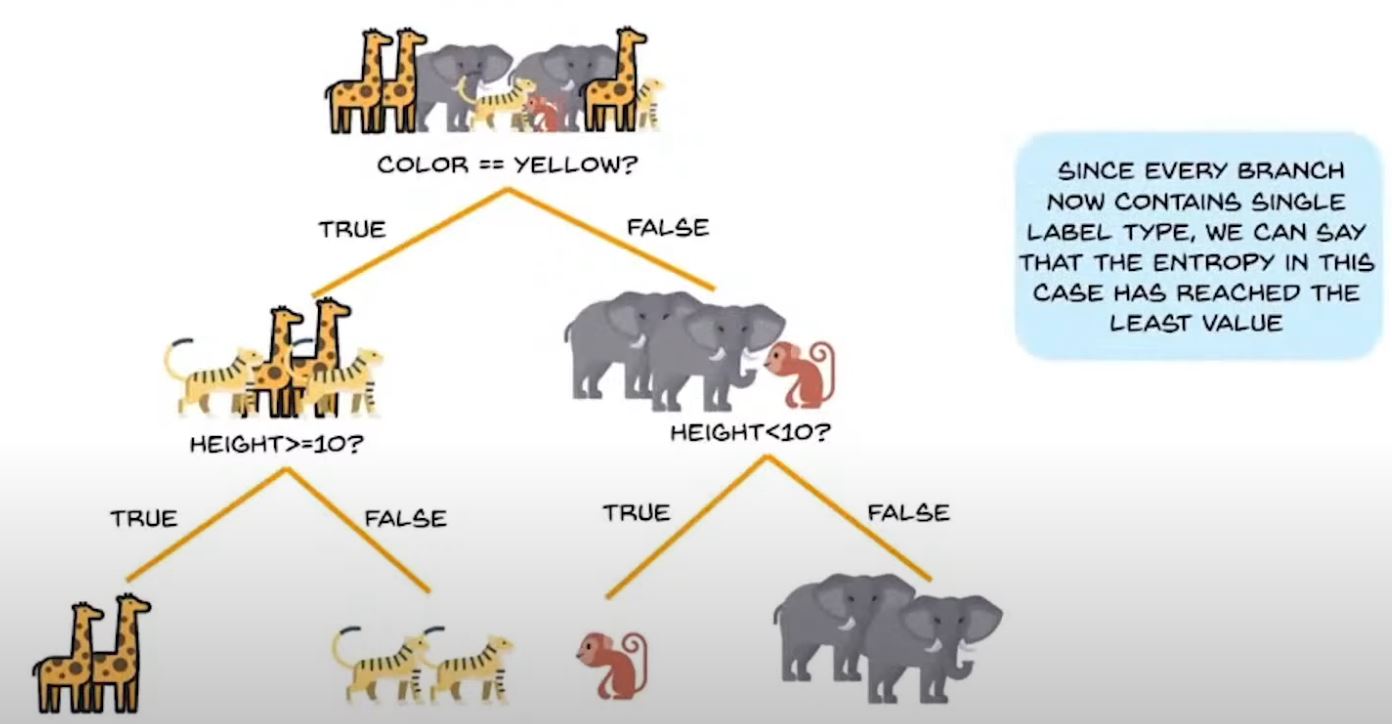 COLOR == YELLOW?
TRUE
FALSE
SINCE EVERY BRANCH
NOW CONTAINS SINGLE
LABEL TYPE, WE CAN SAY
THAT THE ENTROPY IN THIS
CASE HAS REACHED THE
LEAST VALUE
HEIGHT>=10?
HEIGHT<10?
TRUE
FALSE
TRUE
FALSE